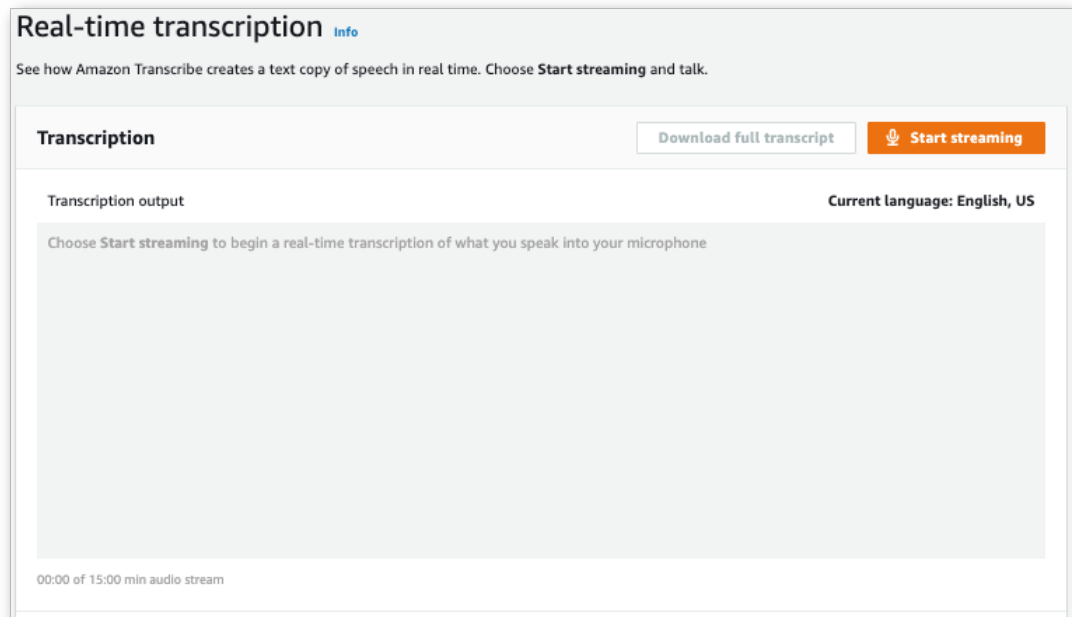 Real-time transcription Info
See how Amazon Transcribe creates a text copy of speech in real time. Choose Start streaming and talk.
Transcription
Download full transcript
Start streaming
Transcription output
Current language: English, US
Choose Start streaming to begin a real-time transcription of what you speak into your microphone
00:00 of 15:00 min audio stream